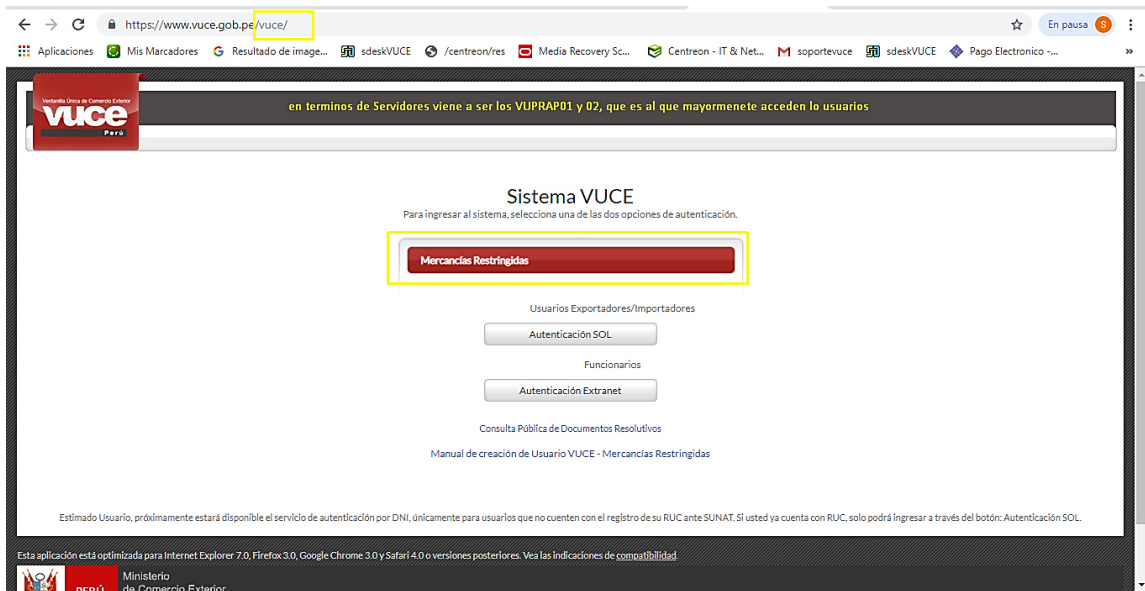 https://www.vuce.gob.pe/vuce/
En pausa
S
Aplicaciones
Mis Marcadores
G Resultado de image...
sdeskVUCE
/centreon/res
Media Recovery Sc...
Centreon - IT & Net...
M soportevuce
sdeskVUCE
Pago Electronico -...
»
Ventanilla Única de Comercio Exterior
vuce
Perú
en terminos de Servidores viene a ser los VUPRAP01 y 02, que es al que mayormenete acceden lo usuarios
Sistema VUCE
Para ingresar al sistema, selecciona una de las dos opciones de autenticación.
Mercancías Restringidas
Usuarios Exportadores/Importadores
Autenticación SOL
Funcionarios
Autenticación Extranet
Consulta Pública de Documentos Resolutivos
Manual de creación de Usuario VUCE - Mercancías Restringidas
Estimado Usuario, próximamente estará disponible el servicio de autenticación por DNI, únicamente para usuarios que no cuenten con el registro de su RUC ante SUNAT. Si usted ya cuenta con RUC, solo podrá ingresar a través del botón: Autenticación SOL.
Esta aplicación está optimizada para Internet Explorer 7.0, Firefox 3.0, Google Chrome 3.0 y Safari 4.0 o versiones posteriores. Vea las indicaciones de compatibilidad.
PERÚ
Ministerio
de Comercio Exterior